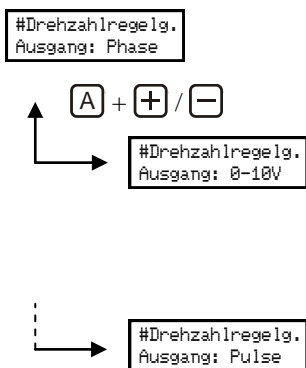 #Drehzahlregelg.
Ausgang: Phase
A + + / −
#Drehzahlregelg.
Ausgang: 0-10V
#Drehzahlregelg.
Ausgang: Pulse